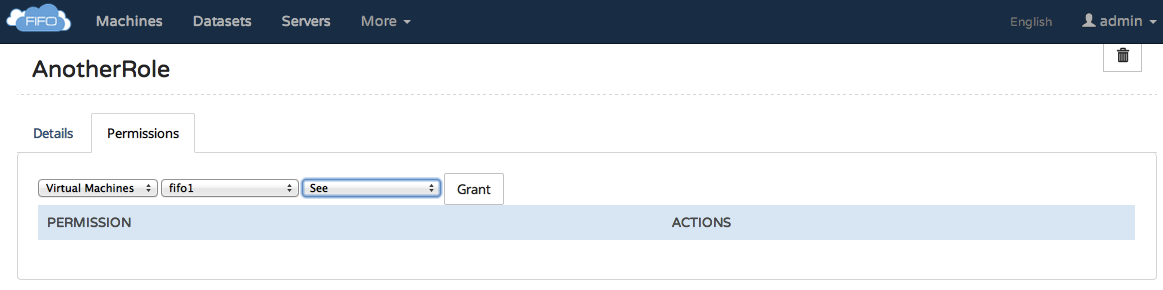 FIFO Machines Datasets Servers More English admin
AnotherRole
Details Permissions
Virtual Machines fifo1 See Grant
PERMISSION ACTIONS